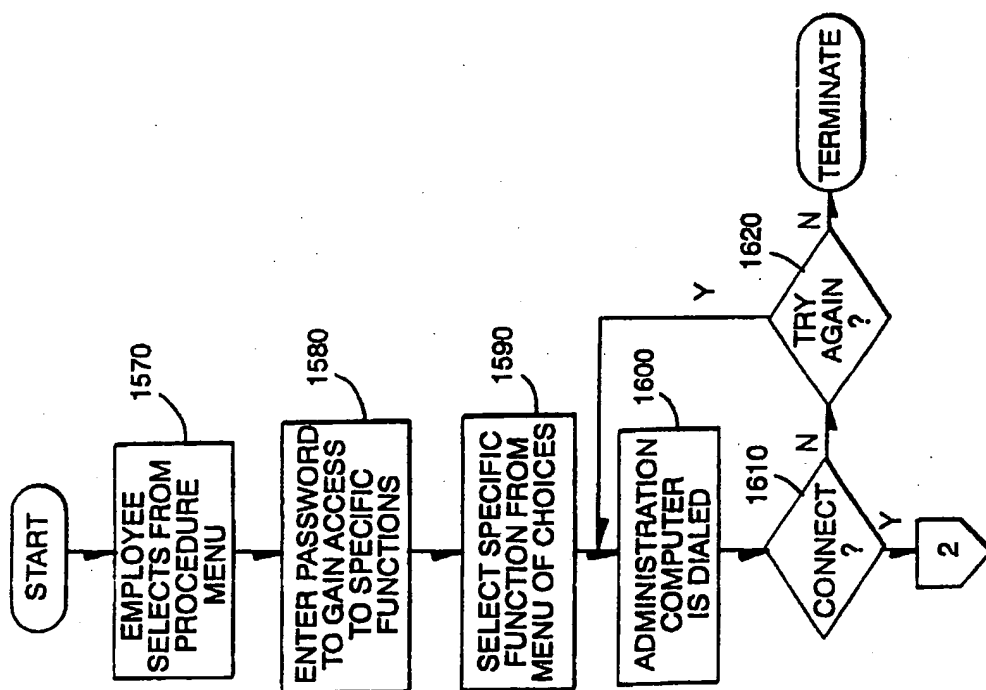 START
EMPLOYEE
SELECTS FROM
PROCEDURE
MENU
1570
ENTER PASSWORD
TO GAIN ACCESS
TO SPECIFIC
FUNCTIONS
1580
SELECT SPECIFIC
FUNCTION FROM
MENU OF CHOICES
1590
ADMINISTRATION
COMPUTER
IS DIALED
1600
CONNECT
?
1610
N
Y
2
TRY
AGAIN
?
1620
Y
N
TERMINATE